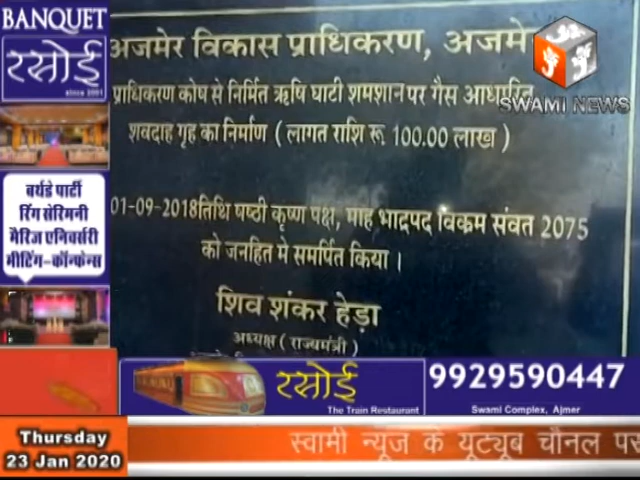 BANQUET
रसोई
since 2001
अजमेर विकास प्राधिकरण,
SWAMI NEWS
प्राधिकरण कोष से निर्मित ऋषि घाटी शमशान पर गैस आधारित
शवदाह गृह का निर्माण ( लागत राशि रू 100.00 लाख )
01-09-2018 तिथि षष्ठी कृष्ण पक्ष, माह भाद्रपद विक्रम संवत 2075
को जनहित मे समर्पित किया ।
शिव शंकर हेड़ा
अध्यक्ष ( राज्यमंत्री )
बर्थडे पार्टी
रिंग सेरिमनी
मैरिज एनिवर्सरी
मीटिंग-कॉन्फेन्स
रसोई
The Train Restaurant
9929590447
Swami Complex, Ajmer
Thursday
23 Jan 2020
स्वामी न्यूज के यूट्यूब चौनल पर